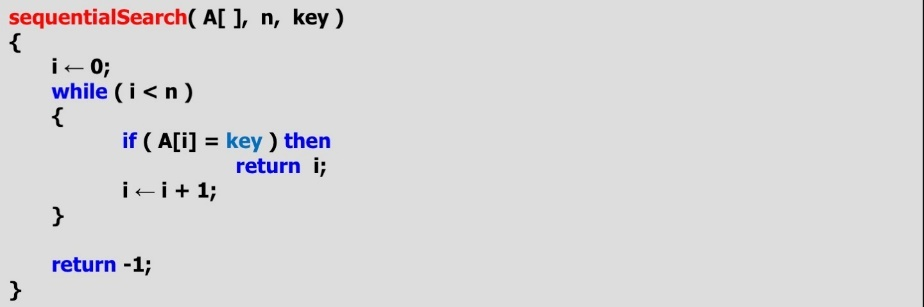 sequentialSearch( A[ ], n, key )
{
i ← 0;
while ( i < n )
{
if ( A[i] = key ) then
return i;
i ← i + 1;
}
return -1;
}